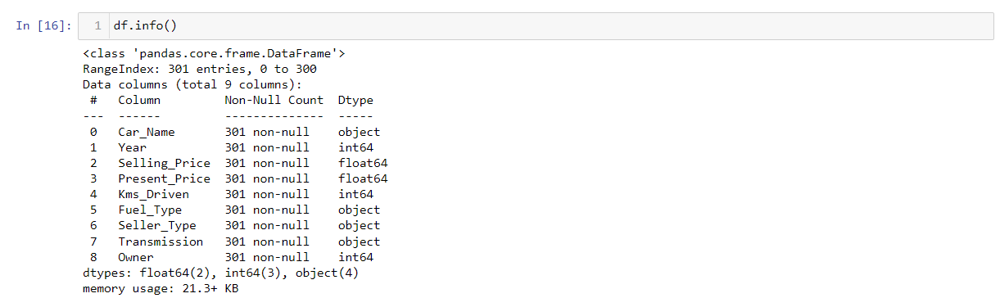 In [16]: 1 df.info()
<class 'pandas.core.frame.DataFrame'>
RangeIndex: 301 entries, 0 to 300
Data columns (total 9 columns):
 #   Column         Non-Null Count  Dtype
---  ------         --------------  -----
 0   Car_Name       301 non-null    object
 1   Year           301 non-null    int64
 2   Selling_Price  301 non-null    float64
 3   Present_Price  301 non-null    float64
 4   Kms_Driven     301 non-null    int64
 5   Fuel_Type      301 non-null    object
 6   Seller_Type    301 non-null    object
 7   Transmission   301 non-null    object
 8   Owner          301 non-null    int64
dtypes: float64(2), int64(3), object(4)
memory usage: 21.3+ KB